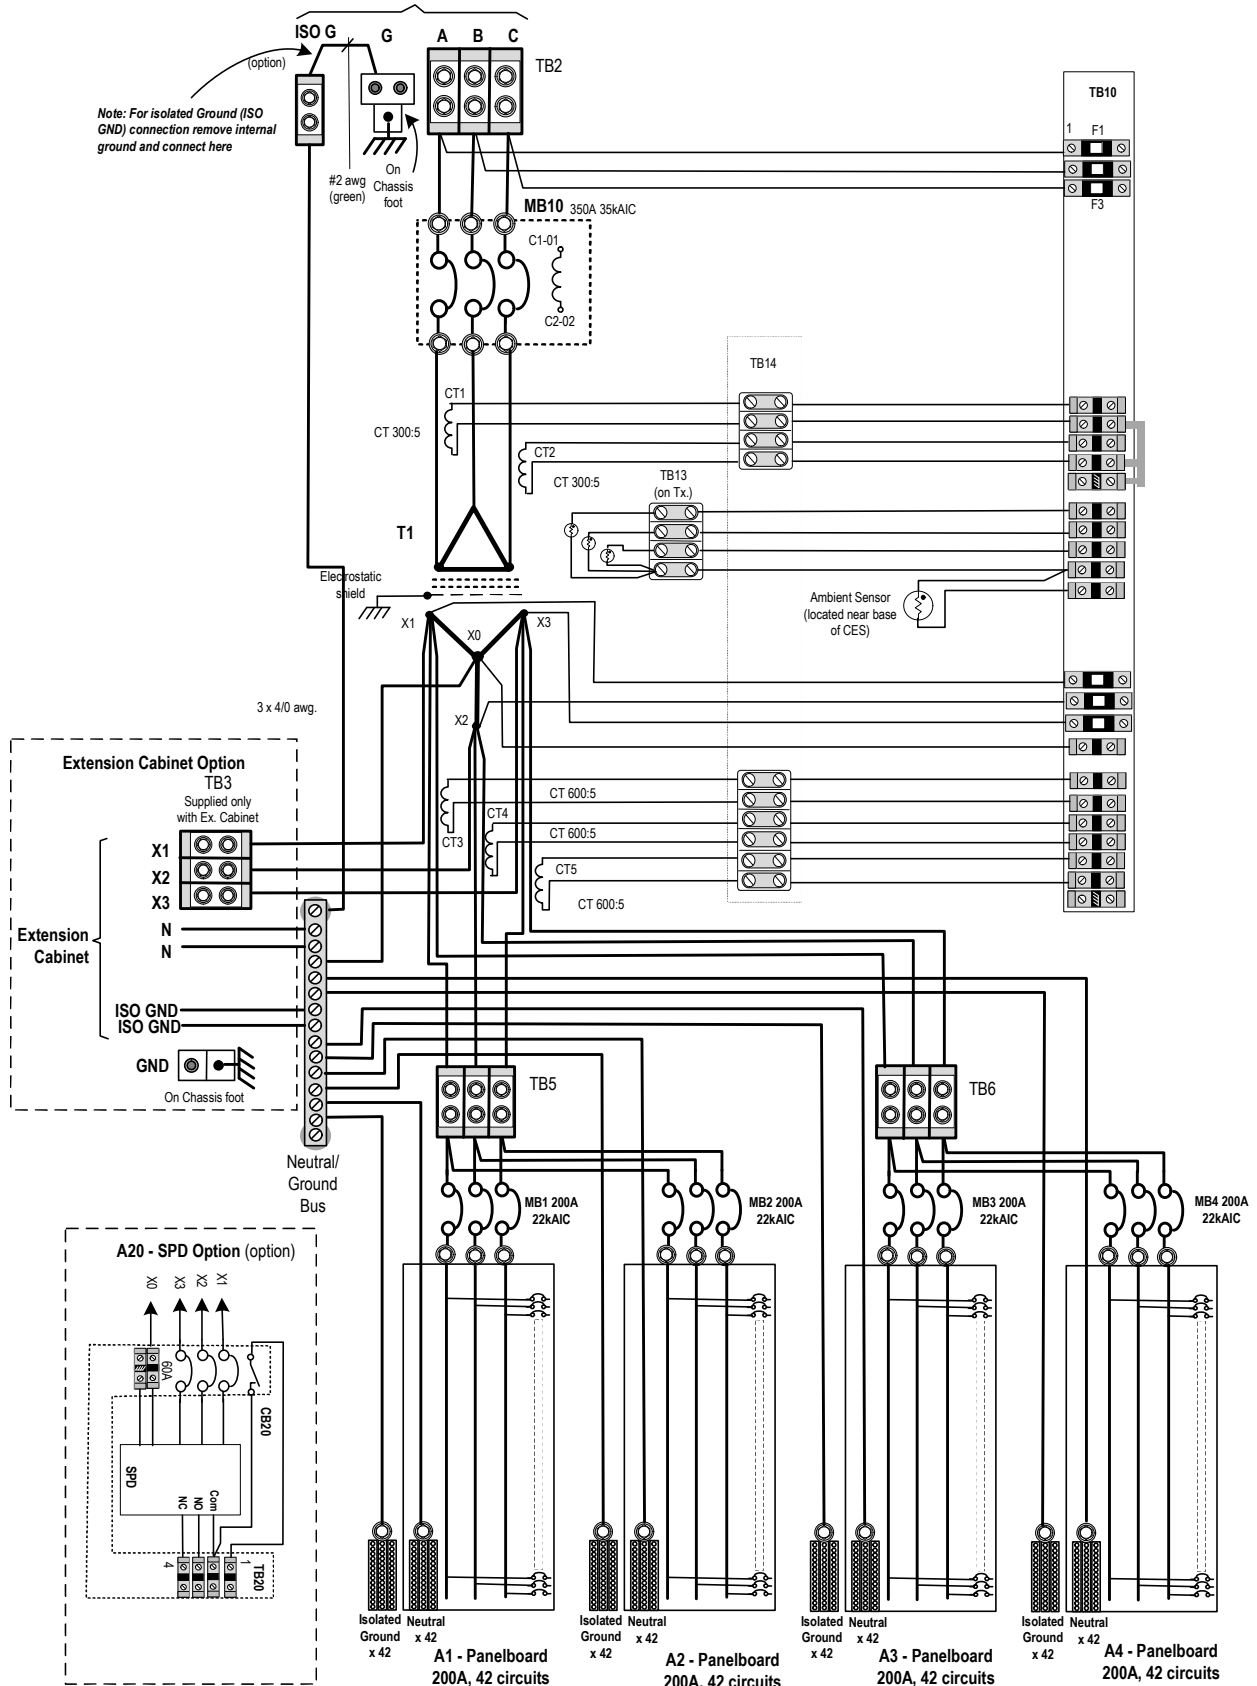 ISO G
G
A B C
TB2
(option)
Note: For isolated Ground (ISO
GND) connection remove internal
ground and connect here
#2 awg
(green)
On
Chassis
foot
TB10
1
F1
F3
MB10 350A 35kAIC
C1-01
C2-02
TB14
CT1
CT 300:5
CT2
CT 300:5
TB13
(on Tx.)
T1
Electrostatic
shield
Ambient Sensor
(located near base
of CES)
X1
X0
X3
X2
3 x 4/0 awg.
Extension Cabinet Option
TB3
Supplied only
with Ex. Cabinet
X1
X2
X3
N
N
Extension
Cabinet
ISO GND
ISO GND
GND
On Chassis foot
CT 600:5
CT4
CT3
CT 600:5
CT5
CT 600:5
Neutral/
Ground
Bus
TB5
TB6
MB1 200A
22kAIC
MB2 200A
22kAIC
MB3 200A
22kAIC
MB4 200A
22kAIC
A20 - SPD Option (option)
X0
X3
X2
X1
60A
CB20
SPD
NC
NO
Com
4
1
TB20
Isolated
Ground
x 42
Neutral
x 42
A1 - Panelboard
200A, 42 circuits
Isolated
Ground
x 42
Neutral
x 42
A2 - Panelboard
200A, 42 circuits
Isolated
Ground
x 42
Neutral
x 42
A3 - Panelboard
200A, 42 circuits
Isolated
Ground
x 42
Neutral
x 42
A4 - Panelboard
200A, 42 circuits